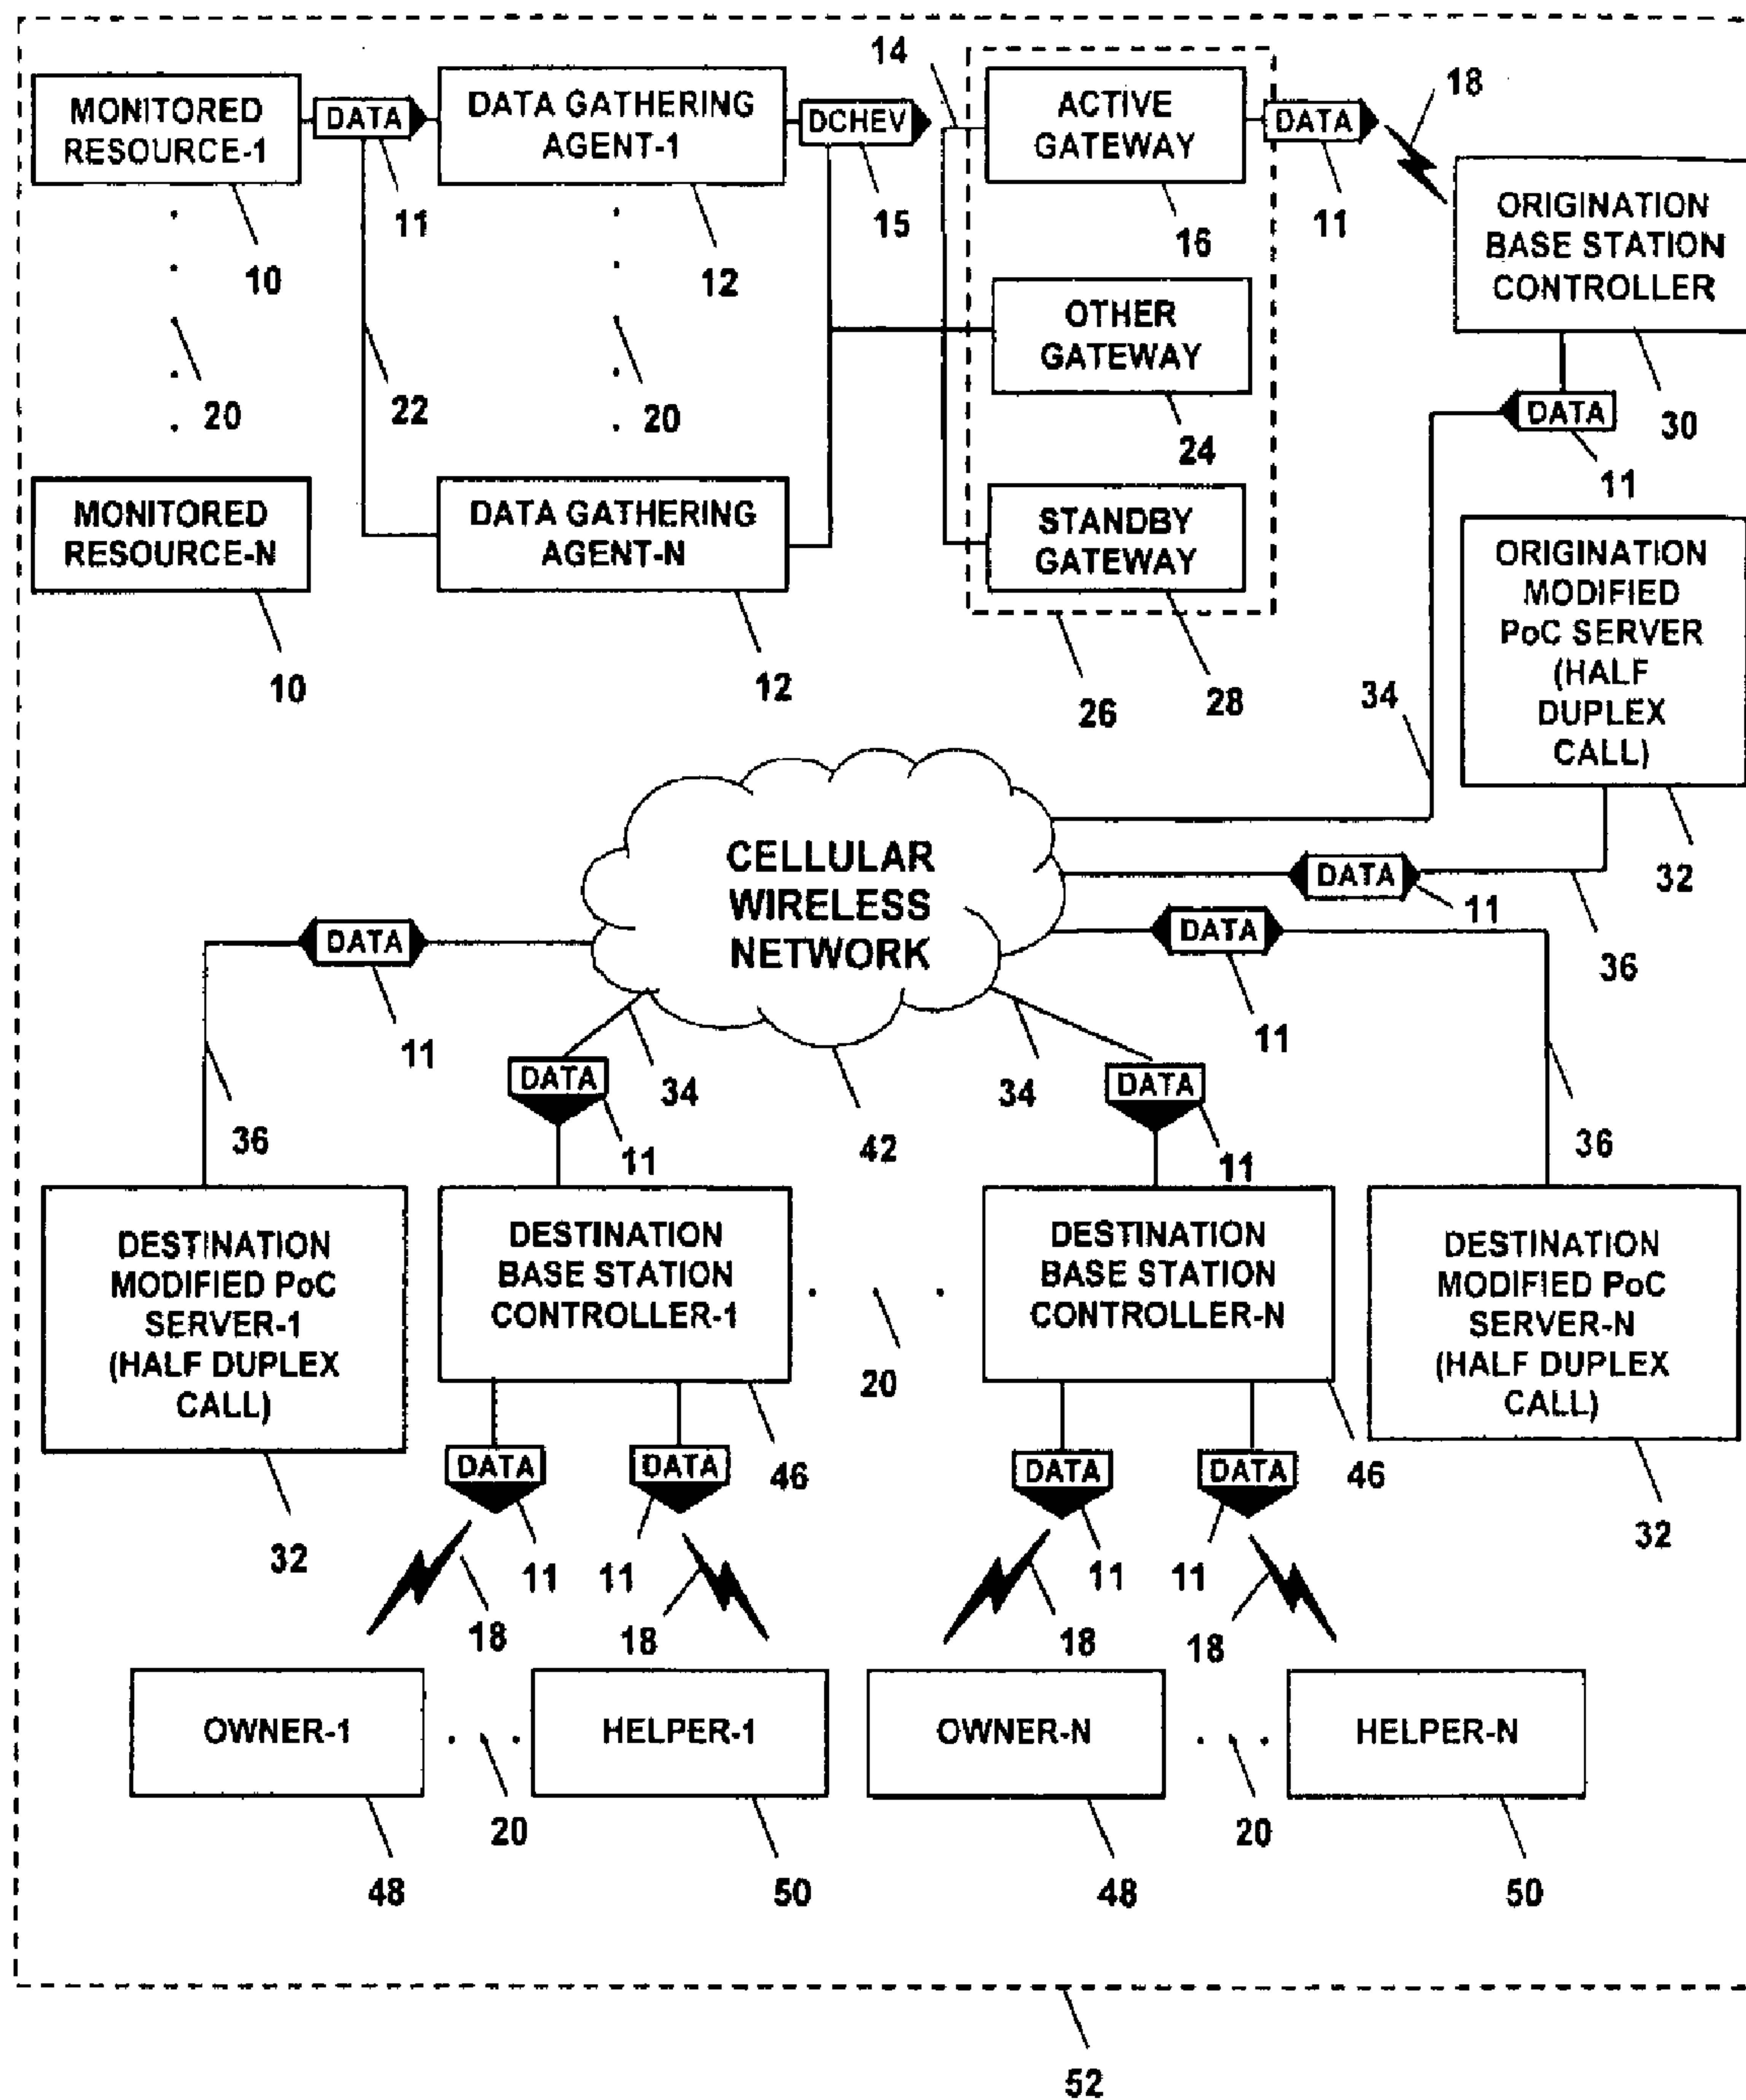 14
18
MONITORED
RESOURCE-1
DATA
DATA GATHERING
AGENT-1
DCHEV
ACTIVE
GATEWAY
DATA
11
15
16
11
10
12
ORIGINATION
BASE STATION
CONTROLLER
OTHER
GATEWAY
20
22
20
24
DATA
30
11
MONITORED
RESOURCE-N
DATA GATHERING
AGENT-N
STANDBY
GATEWAY
ORIGINATION
MODIFIED
PoC SERVER
(HALF
DUPLEX
CALL)
10
12
26
28
34
32
CELLULAR
WIRELESS
NETWORK
DATA
11
36
DATA
11
DATA
11
DATA
34
11
34
DATA
11
42
36
36
DESTINATION
MODIFIED PoC
SERVER-1
(HALF DUPLEX
CALL)
DESTINATION
BASE STATION
CONTROLLER-1
20
DESTINATION
BASE STATION
CONTROLLER-N
DESTINATION
MODIFIED PoC
SERVER-N
(HALF DUPLEX
CALL)
DATA
DATA
46
DATA
DATA
46
32
11
11
11
11
32
18
18
18
18
OWNER-1
HELPER-1
OWNER-N
HELPER-N
20
20
48
50
48
50
52